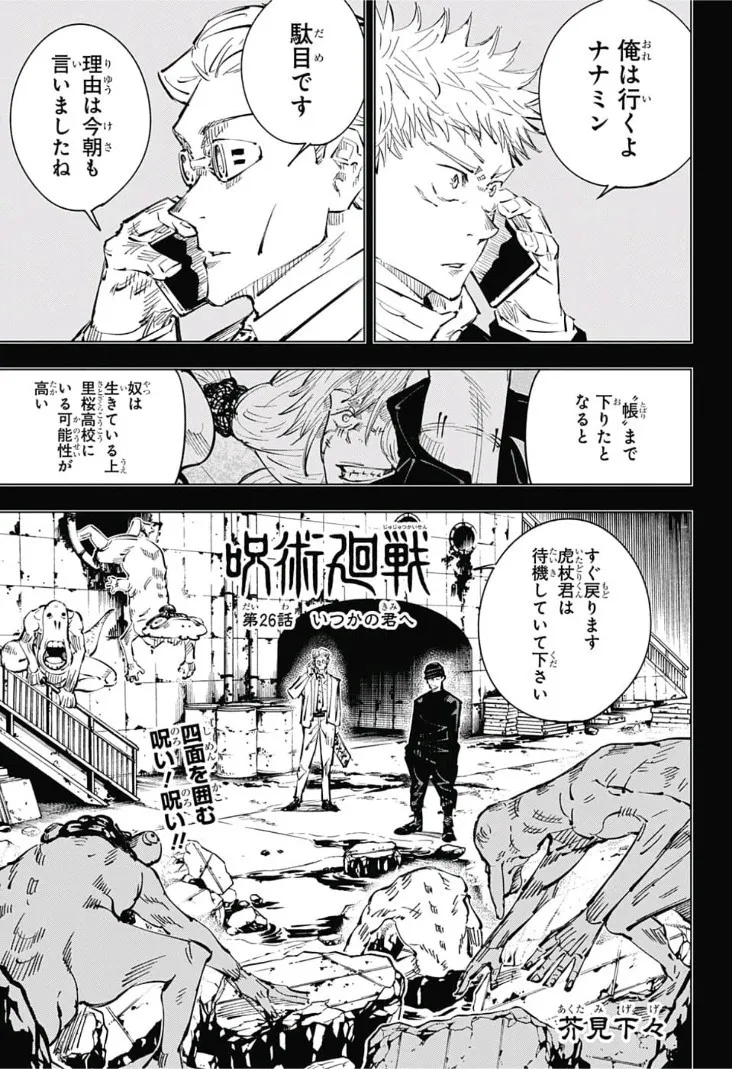 俺は行くよ
ナナミン
駄目です
理由は今朝も
言いましたね
〝帳〟まで
下りたと
なると
奴は
生きている上
里桜高校に
いる可能性が
高い
呪術廻戦
第26話 いつかの君へ
すぐ戻ります
虎杖君は
待機していて下さい
四面を囲む
呪い!呪い!!
芥見下々